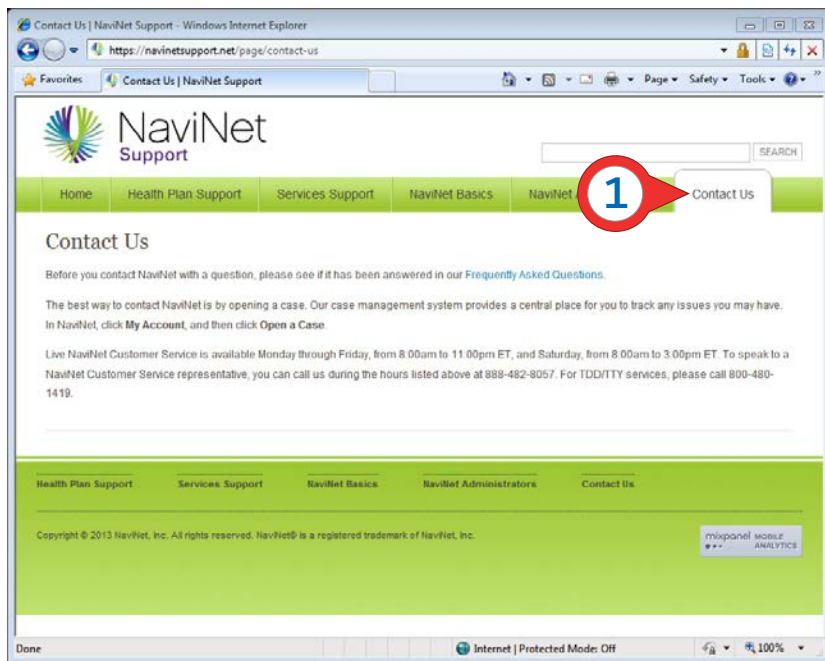 Contact Us | NaviNet Support - Windows Internet Explorer
https://navinetsupport.net/page/contact-us
Favorites
Contact Us | NaviNet Support
Page
Safety
Tools
NaviNet
Support
SEARCH
Home
Health Plan Support
Services Support
NaviNet Basics
NaviNet
1
Contact Us
Contact Us
Before you contact NaviNet with a question, please see if it has been answered in our Frequently Asked Questions.
The best way to contact NaviNet is by opening a case. Our case management system provides a central place for you to track any issues you may have.
In NaviNet, click My Account, and then click Open a Case.
Live NaviNet Customer Service is available Monday through Friday, from 8:00am to 11:00pm ET, and Saturday, from 8:00am to 3:00pm ET. To speak to a
NaviNet Customer Service representative, you can call us during the hours listed above at 888-482-8057. For TDD/TTY services, please call 800-480-
1419.
Health Plan Support
Services Support
NaviNet Basics
NaviNet Administrators
Contact Us
Copyright © 2013 NaviNet, Inc. All rights reserved. NaviNet® is a registered trademark of NaviNet, Inc.
mixpanel MOBILE
ANALYTICS
Done
Internet | Protected Mode: Off
100%